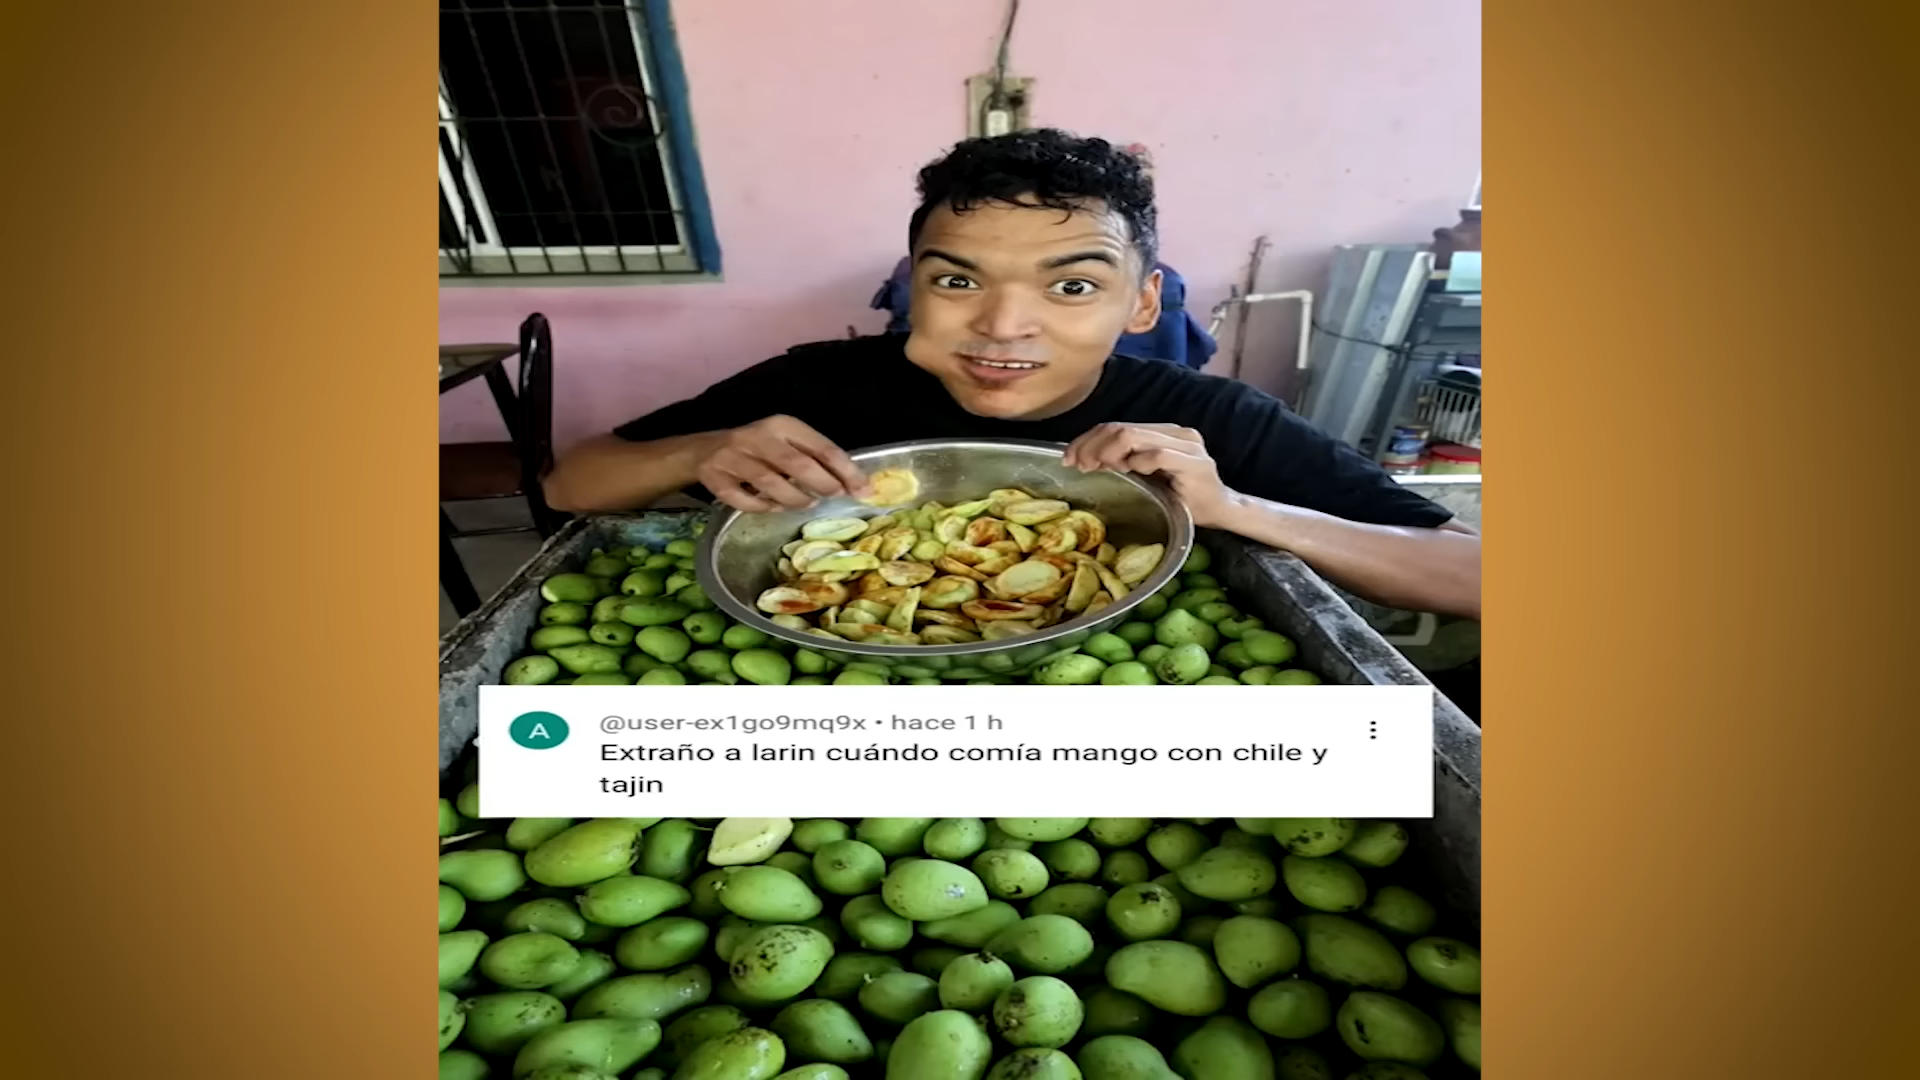 A
@user-ex1go9mq9x • hace 1 h
Extraño a larin cuándo comía mango con chile y
tajin